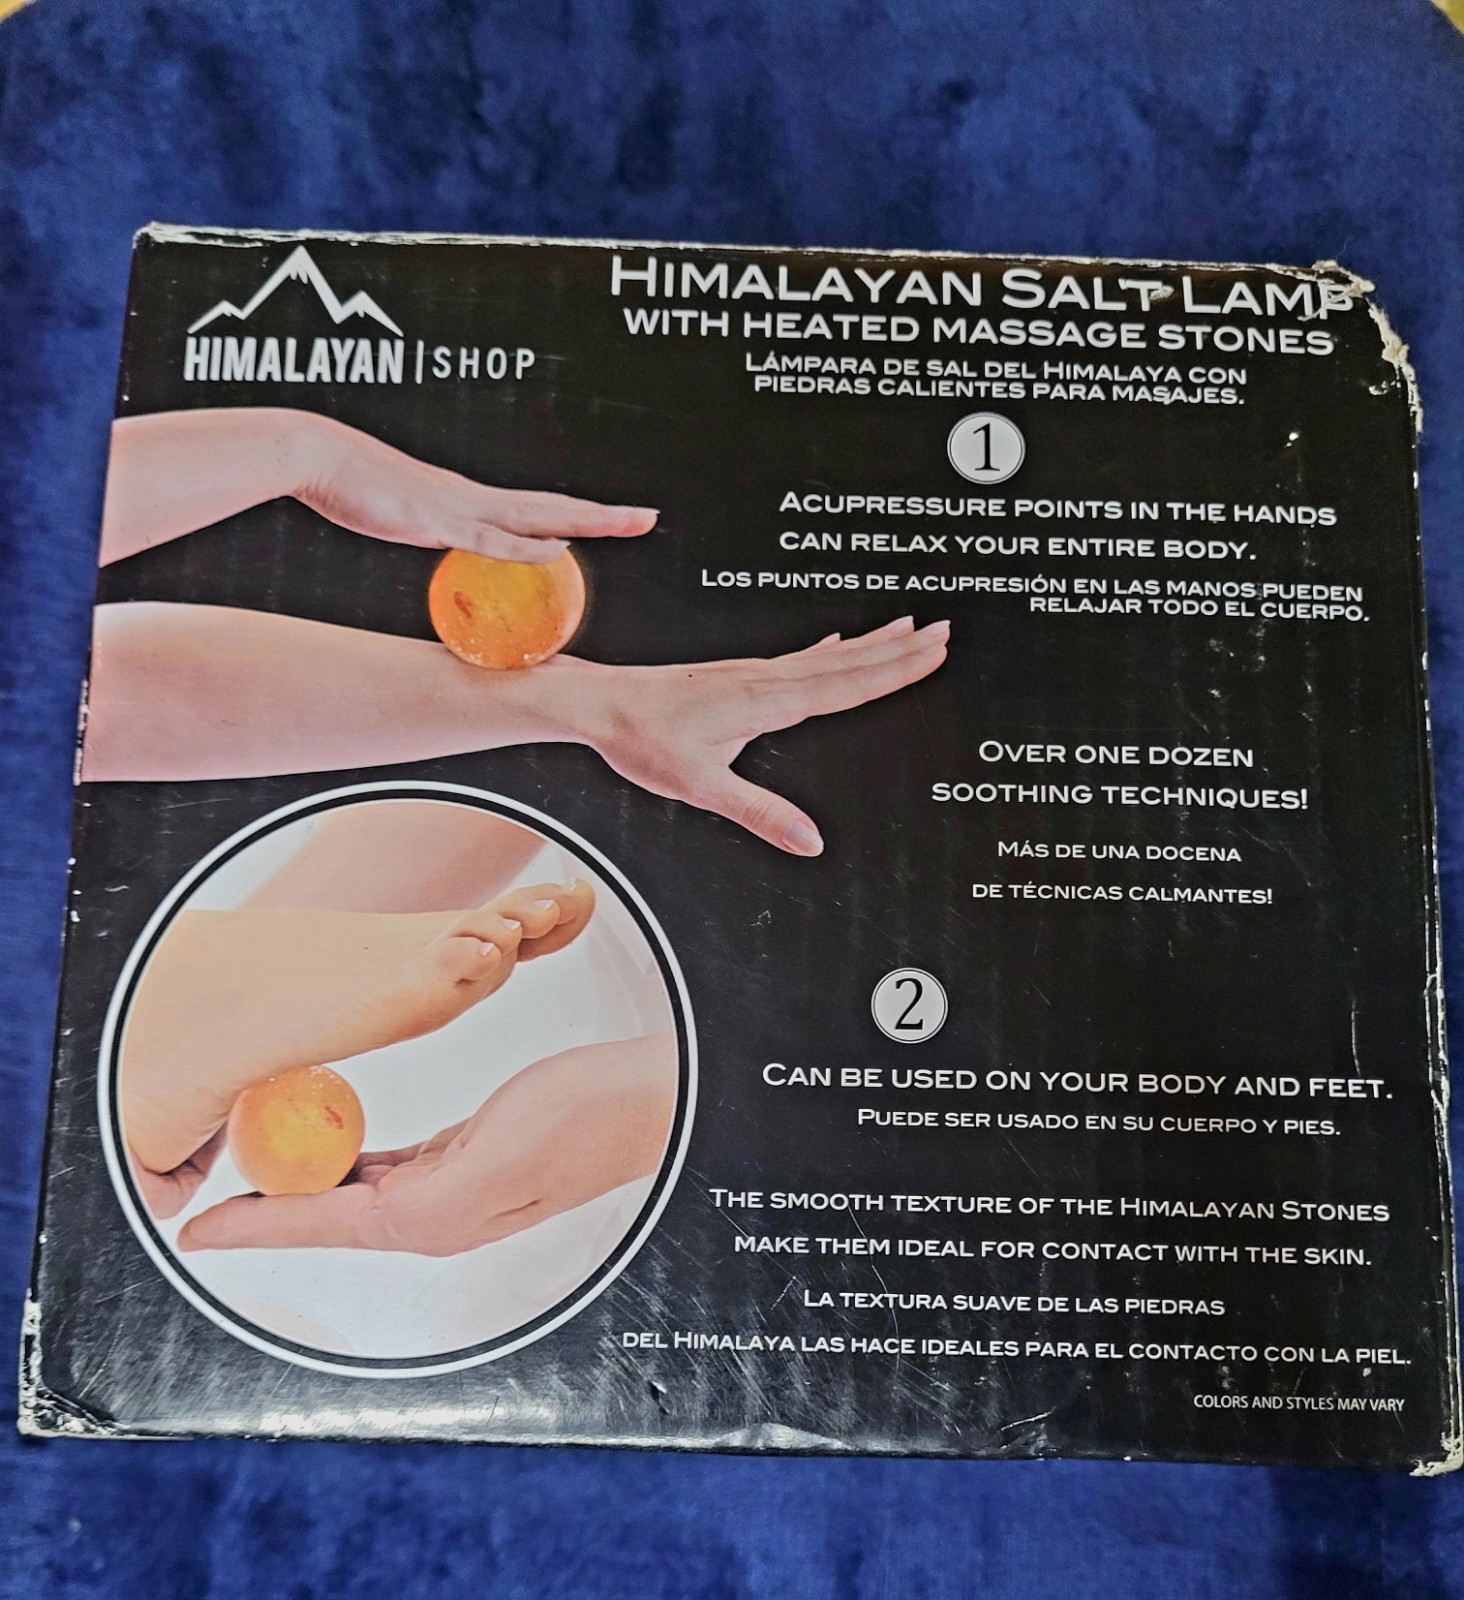 HIMALAYAN | SHOP
HIMALAYAN SALT LAMP
WITH HEATED MASSAGE STONES
LÁMPARA DE SAL DEL HIMALAYA CON
PIEDRAS CALIENTES PARA MASAJES.
1
ACUPRESSURE POINTS IN THE HANDS
CAN RELAX YOUR ENTIRE BODY.
LOS PUNTOS DE ACUPRESIÓN EN LAS MANOS PUEDEN
RELAJAR TODO EL CUERPO.
OVER ONE DOZEN
SOOTHING TECHNIQUES!
MÁS DE UNA DOCENA
DE TÉCNICAS CALMANTES!
2
CAN BE USED ON YOUR BODY AND FEET.
PUEDE SER USADO EN SU CUERPO Y PIES.
THE SMOOTH TEXTURE OF THE HIMALAYAN STONES
MAKE THEM IDEAL FOR CONTACT WITH THE SKIN.
LA TEXTURA SUAVE DE LAS PIEDRAS
DEL HIMALAYA LAS HACE IDEALES PARA EL CONTACTO CON LA PIEL.
COLORS AND STYLES MAY VARY